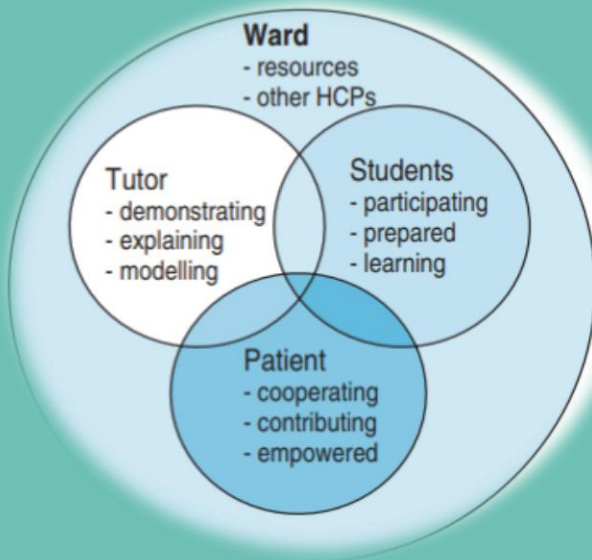 Ward
- resources
- other HCPs
Tutor
- demonstrating
- explaining
- modelling
Students
- participating
- prepared
- learning
Patient
- cooperating
- contributing
- empowered